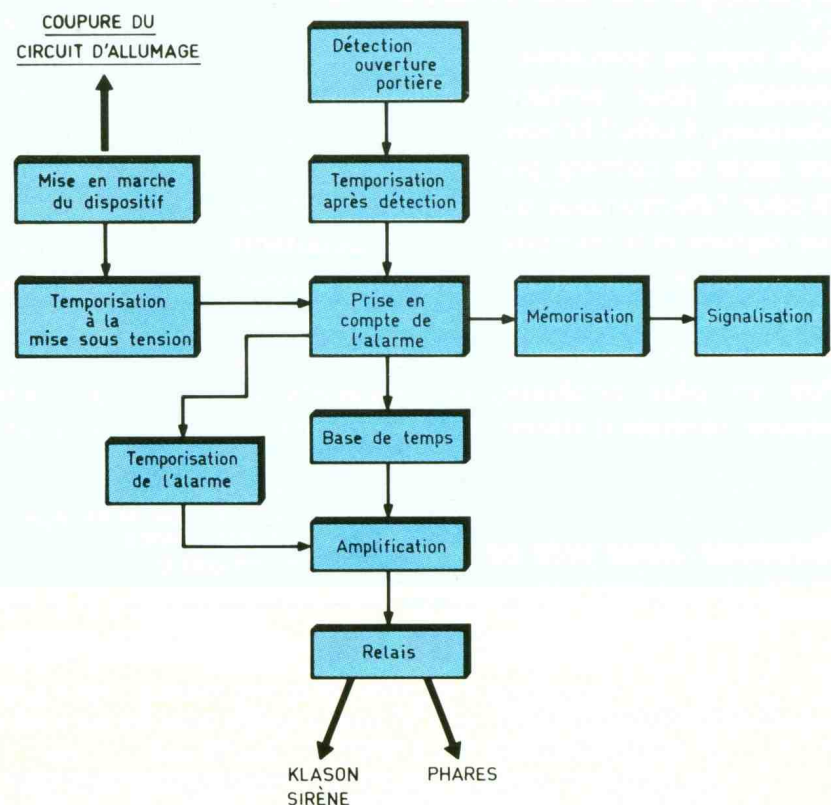 COUPURE DU
CIRCUIT D'ALLUMAGE
Détection
ouverture
portière
Mise en marche
du dispositif
Temporisation
après détection
Temporisation
à la
mise sous tension
Prise en
compte de
l'alarme
Mémorisation
Signalisation
Temporisation
de l'alarme
Base de temps
Amplification
Relais
KLASON
SIRÈNE
PHARES